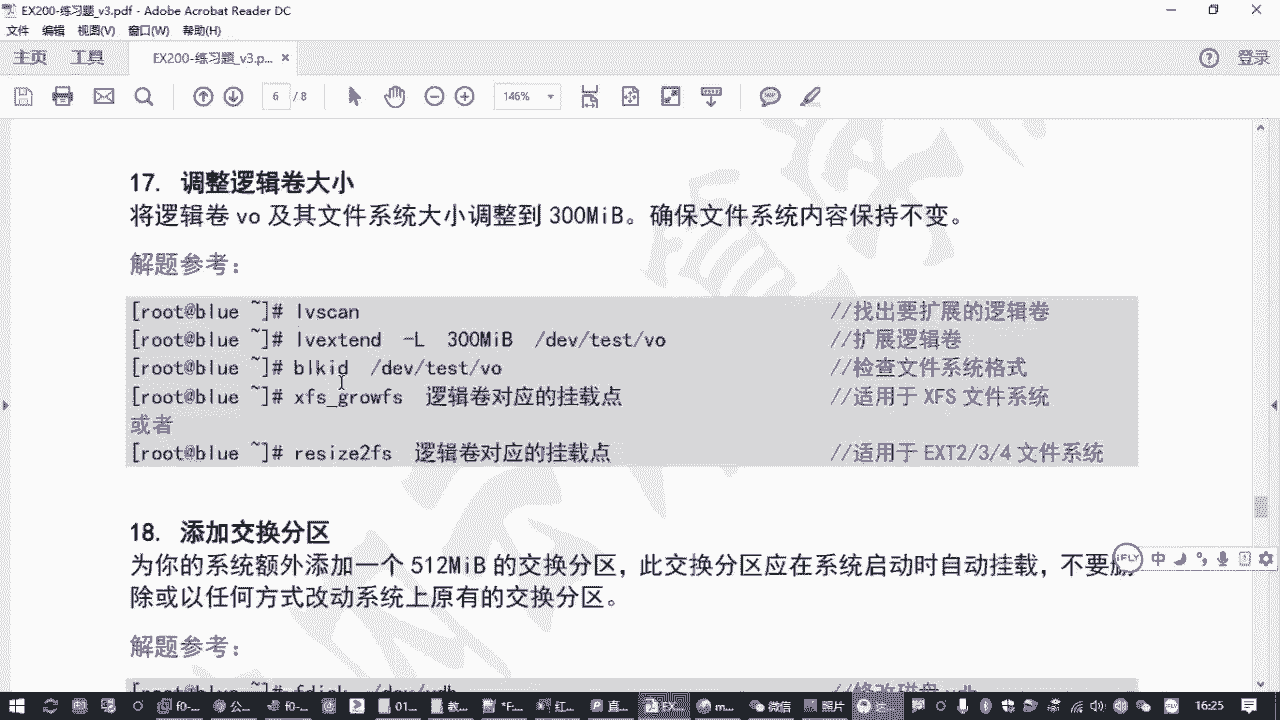 EX200-练习题_v3.pdf - Adobe Acrobat Reader DC
文件 编辑 视图(V) 窗口(W) 帮助(H)
主页 工具 EX200-练习题_v3.p... × 登录
6 / 8 146%
17. 调整逻辑卷大小
将逻辑卷 vo 及其文件系统大小调整到 300MiB。确保文件系统内容保持不变。
解题参考：
[root@blue ~]# lvscan //找出要扩展的逻辑卷
[root@blue ~]# lvextend -L 300MiB /dev/test/vo //扩展逻辑卷
[root@blue ~]# blkid /dev/test/vo //检查文件系统格式
[root@blue ~]# xfs_growfs 逻辑卷对应的挂载点 //适用于 XFS 文件系统
或者
[root@blue ~]# resize2fs 逻辑卷对应的挂载点 //适用于 EXT2/3/4 文件系统
18. 添加交换分区
为你的系统额外添加一个 512MiB 的交换分区，此交换分区应在系统启动时自动挂载，不要删
除或以任何方式改动系统上原有的交换分区。
解题参考：
[root@blue ~]# fdisk /dev/vdb //修改磁盘 vdb
iFLY 中
16:25